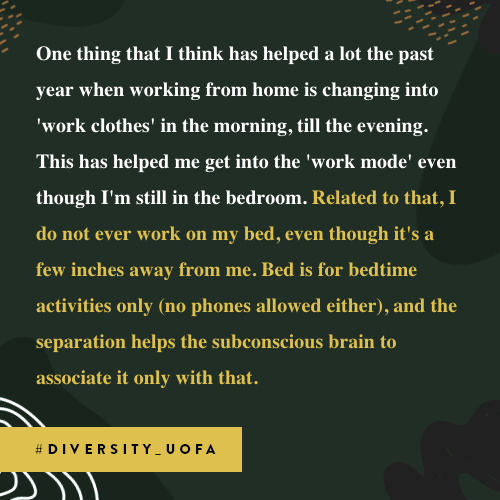 One thing that I think has helped a lot the past
year when working from home is changing into
'work clothes' in the morning, till the evening.
This has helped me get into the 'work mode' even
though I'm still in the bedroom. Related to that, I
do not ever work on my bed, even though it's a
few inches away from me. Bed is for bedtime
activities only (no phones allowed either), and the
separation helps the subconscious brain to
associate it only with that.
#DIVERSITY_UOFA